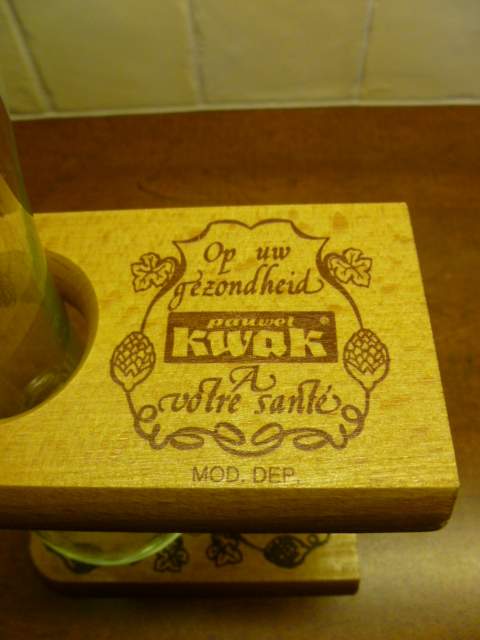 Op uw
gezondheid
pauwel
kwak®
A
votre santé
MOD. DEP.